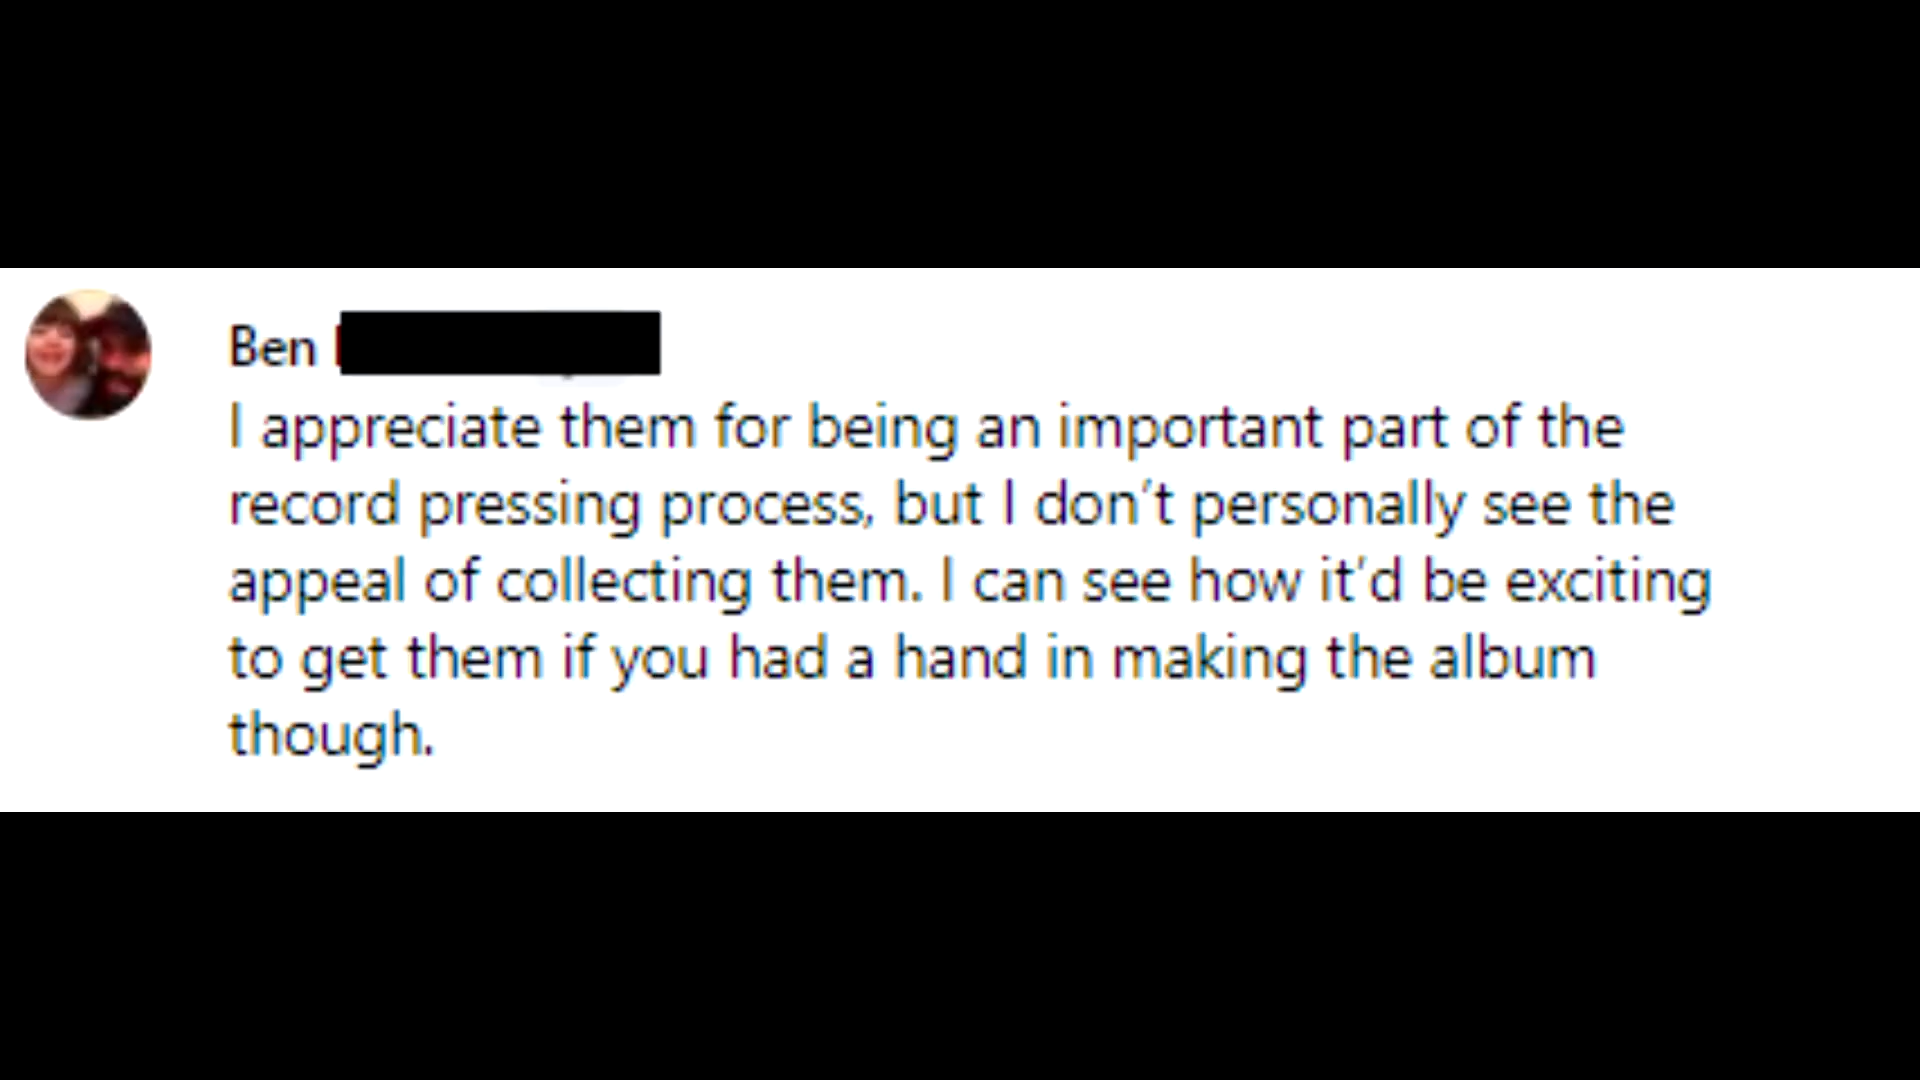 Ben
I appreciate them for being an important part of the
record pressing process, but I don't personally see the
appeal of collecting them. I can see how it'd be exciting
to get them if you had a hand in making the album
though.